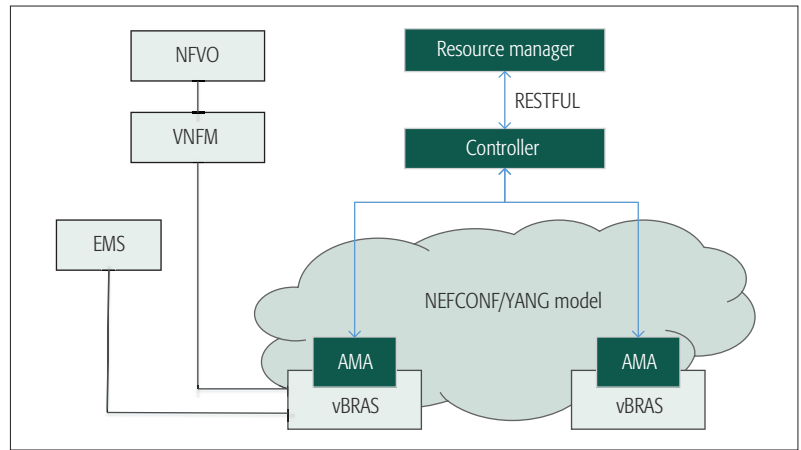 NFVO
Resource manager
RESTFUL
VNFM
Controller
EMS
NEFCONF/YANG model
AMA
AMA
vBRAS
vBRAS